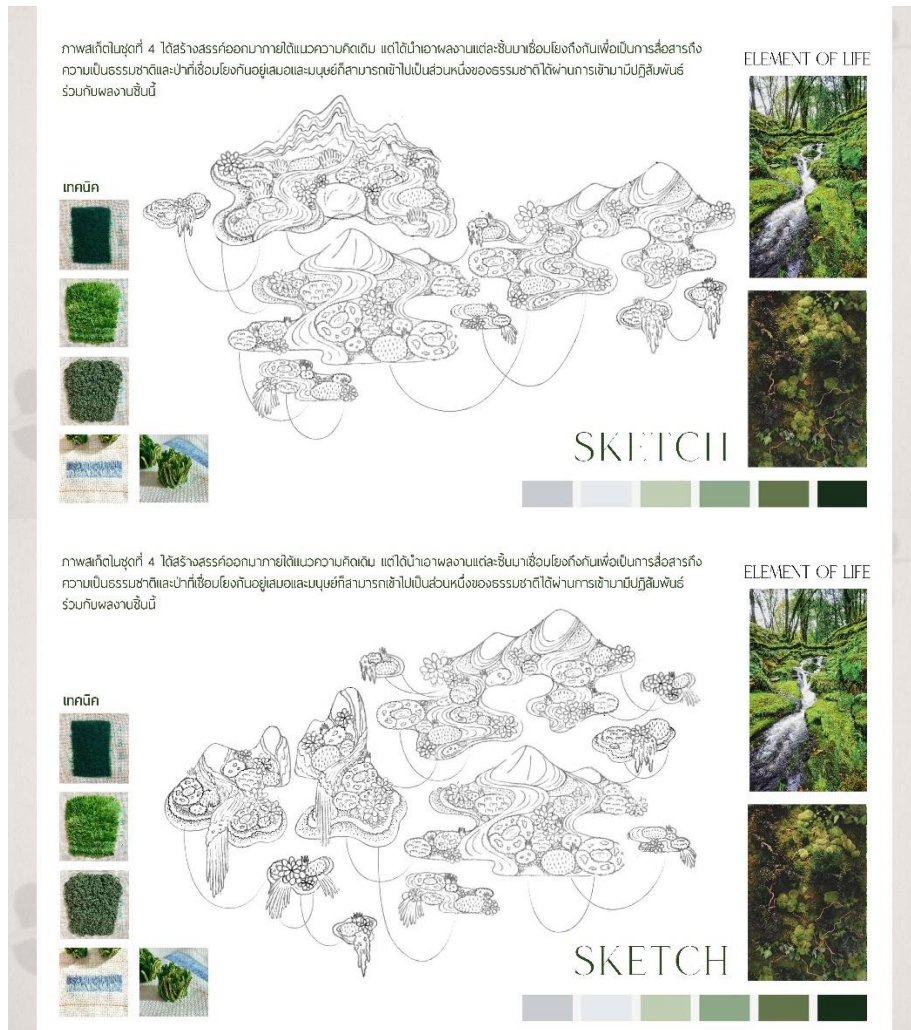 ภาพสเก็ตในชุดที่ 4 ได้สร้างสรรค์ออกมาภายใต้แนวความคิดเดิม แต่ได้นำเอาผลงานแต่ละชิ้นมาเชื่อมโยงถึงกันเพื่อเป็นการสื่อสารถึง
ความเป็นธรรมชาติและป่าที่เชื่อมโยงกันอยู่เสมอและมนุษย์ก็สามารถเข้าไปเป็นส่วนหนึ่งของธรรมชาติได้ผ่านการเข้ามามีปฏิสัมพันธ์
ร่วมกับผลงานชิ้นนี้
ELEMENT OF LIFE
เทคนิค
SKETCH
ภาพสเก็ตในชุดที่ 4 ได้สร้างสรรค์ออกมาภายใต้แนวความคิดเดิม แต่ได้นำเอาผลงานแต่ละชิ้นมาเชื่อมโยงถึงกันเพื่อเป็นการสื่อสารถึง
ความเป็นธรรมชาติและป่าที่เชื่อมโยงกันอยู่เสมอและมนุษย์ก็สามารถเข้าไปเป็นส่วนหนึ่งของธรรมชาติได้ผ่านการเข้ามามีปฏิสัมพันธ์
ร่วมกับผลงานชิ้นนี้
ELEMENT OF LIFE
เทคนิค
SKETCH